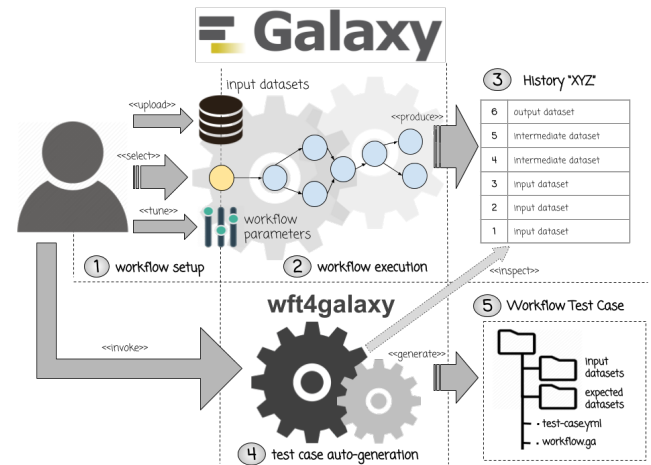 Galaxy
input datasets
<<upload>>
<<select>>
<<tune>>
workflow
parameters
<<produce>>
1 workflow setup
2 workflow execution
3 History "XYZ"
6 output dataset
5 intermediate dataset
4 intermediate dataset
3 input dataset
2 input dataset
1 input dataset
<<inspect>>
wft4galaxy
<<invoke>>
<<generate>>
4 test case auto-generation
5 Workflow Test Case
input
datasets
expected
datasets
test-case.yml
workflow.ga